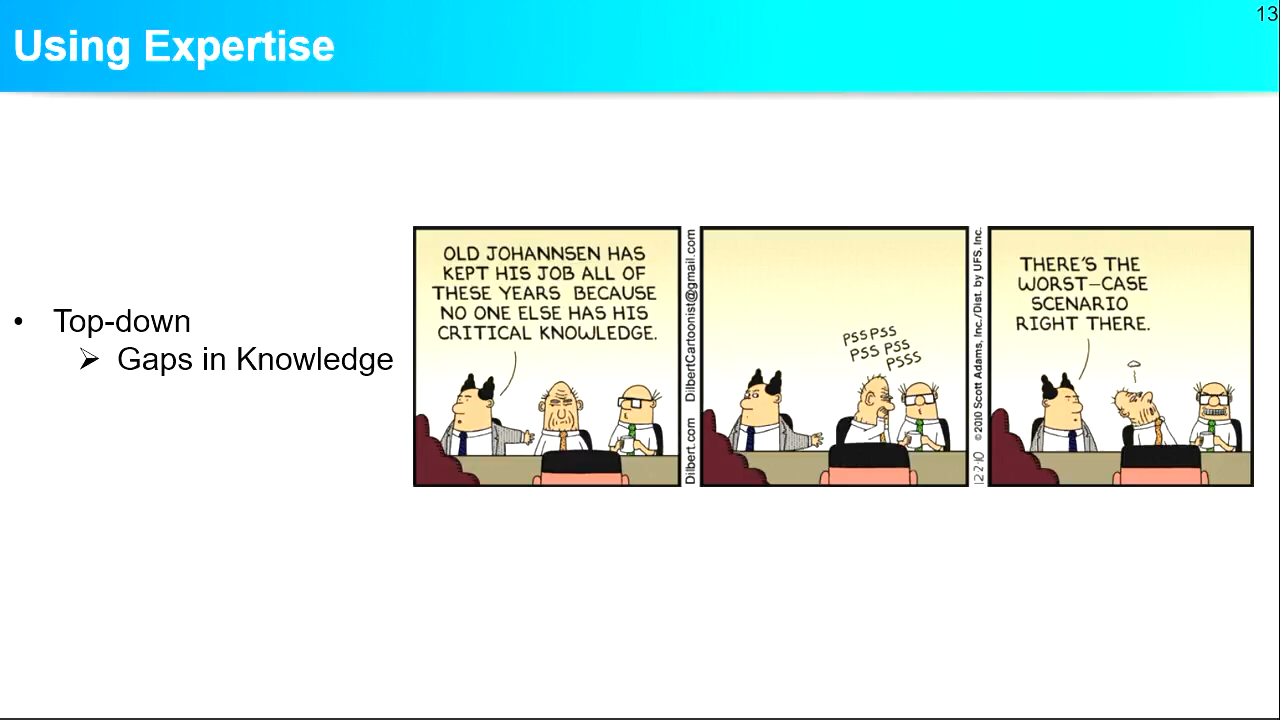 13
Using Expertise
• Top-down
➢ Gaps in Knowledge
OLD JOHANNSEN HAS
KEPT HIS JOB ALL OF
THESE YEARS BECAUSE
NO ONE ELSE HAS HIS
CRITICAL KNOWLEDGE.
Dilbert.com DilbertCartoonist@gmail.com
PSS PSS
PSS PSS
PSSS
12-2-10 ©2010 Scott Adams, Inc./Dist. by UFS, Inc.
THERE'S THE
WORST-CASE
SCENARIO
RIGHT THERE.